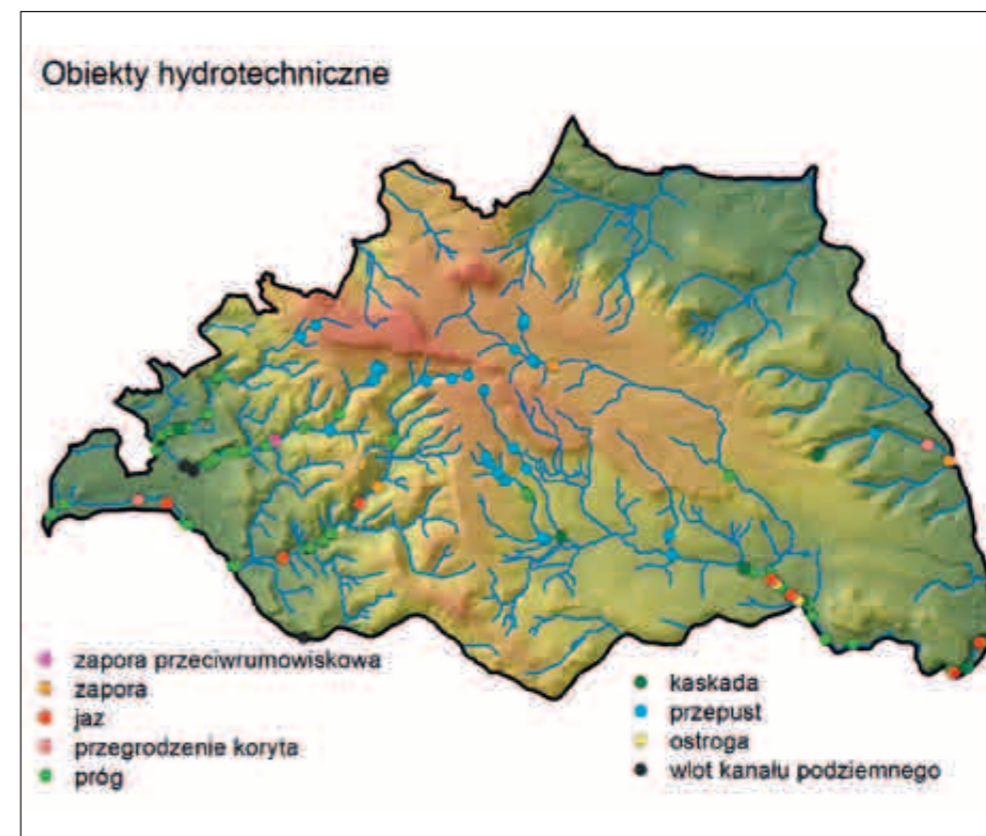 Obiekty hydrotechniczne
zapora przeciwrumowiskowa
zapora
jaz
przegrodzenie koryta
próg
kaskada
przepust
ostroga
wlot kanału podziemnego